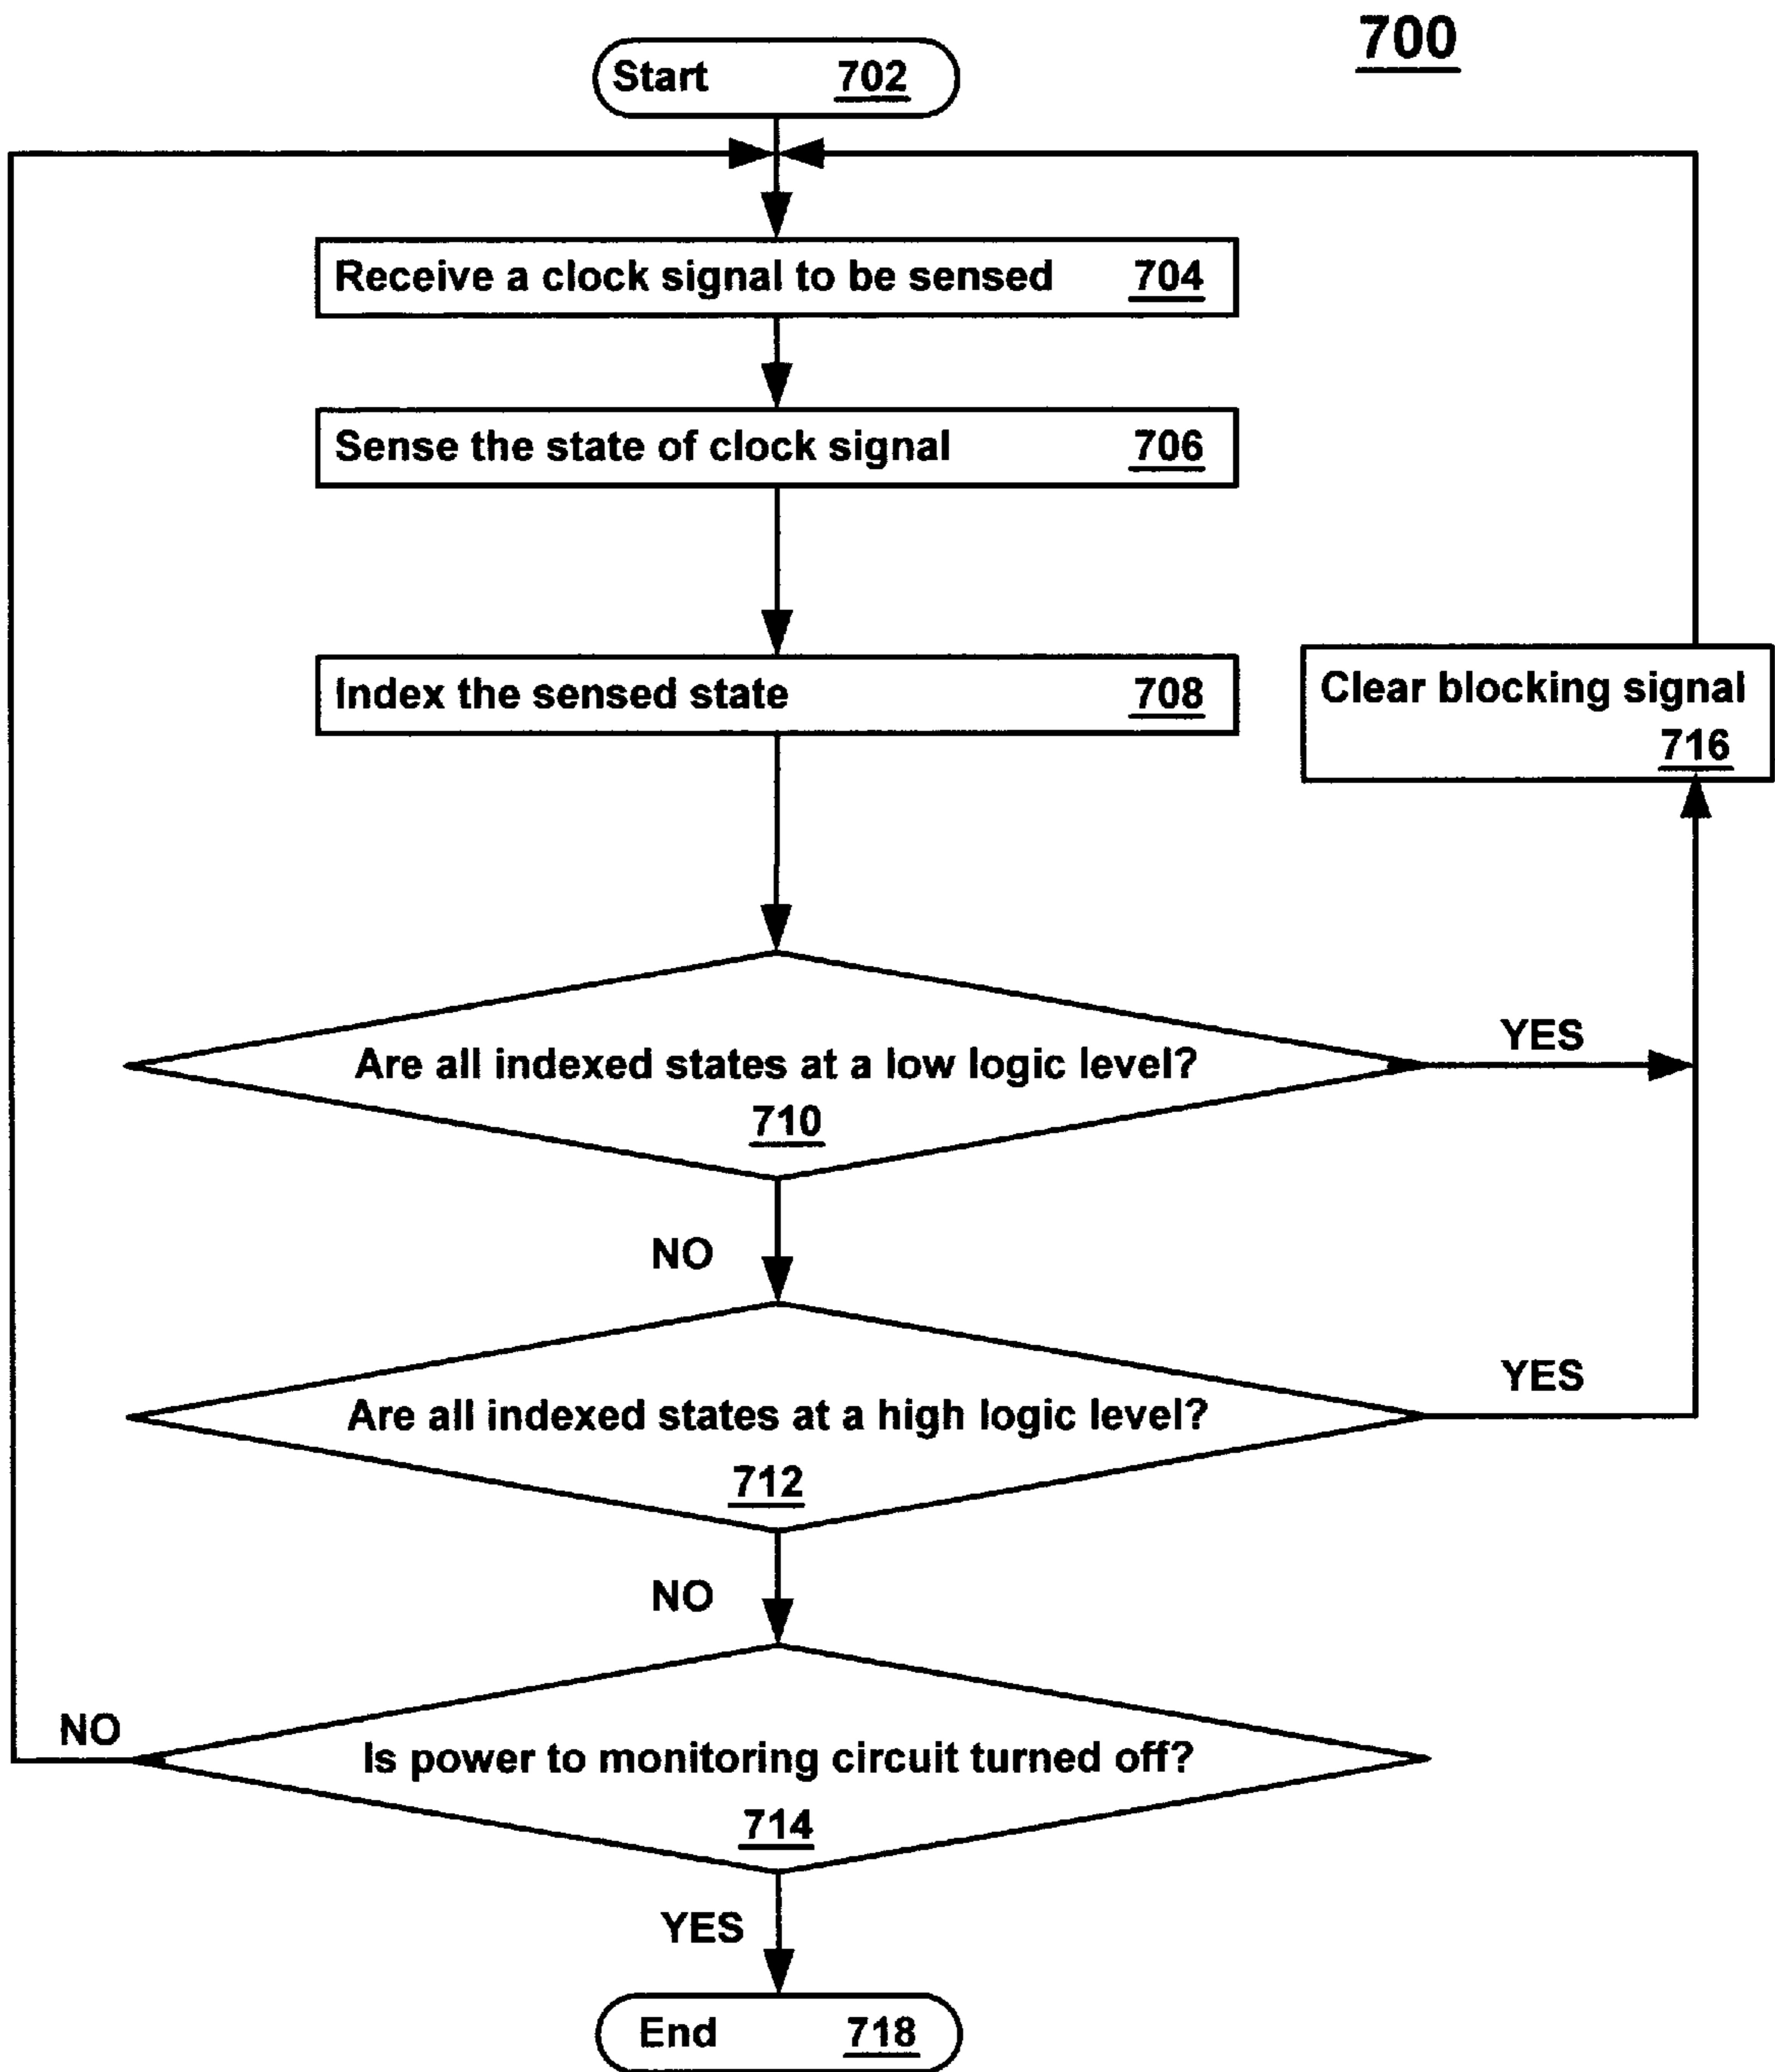 700
Start 702
Receive a clock signal to be sensed 704
Sense the state of clock signal 706
Index the sensed state 708
Clear blocking signal
716
Are all indexed states at a low logic level?
710
YES
NO
Are all indexed states at a high logic level?
712
YES
NO
Is power to monitoring circuit turned off?
714
NO
YES
End 718